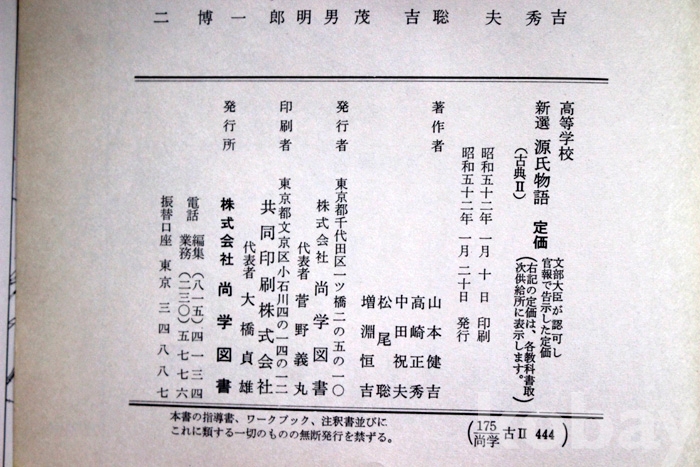 二博一郎明男茂吉聡夫秀吉
高等学校
新選 源氏物語 定価
(古典Ⅱ)
文部大臣が認可し
官報で告示した定価
(右記の定価は、各教科書取
次供給所に表示します。)
昭和五十二年一月十日 印刷
昭和五十二年一月二十日 発行
著作者
山本健吉
高崎正秀
中田祝夫
松尾聡
増淵恒吉
発行者
東京都千代田区一ツ橋二の五の一〇
株式会社 尚学図書
代表者 菅野義丸
印刷者
東京都文京区小石川四の一四の一二
共同印刷株式会社
代表者 大橋貞雄
発行所
株式会社 尚学図書
電話 編集 (八一五) 四一三四
業務 (二三〇) 五七七六
振替口座 東京 三四八八七
本書の指導書、ワークブック、注釈書並びに
これに類する一切のものの無断発行を禁ずる。
(175 尚学 古Ⅱ 444)